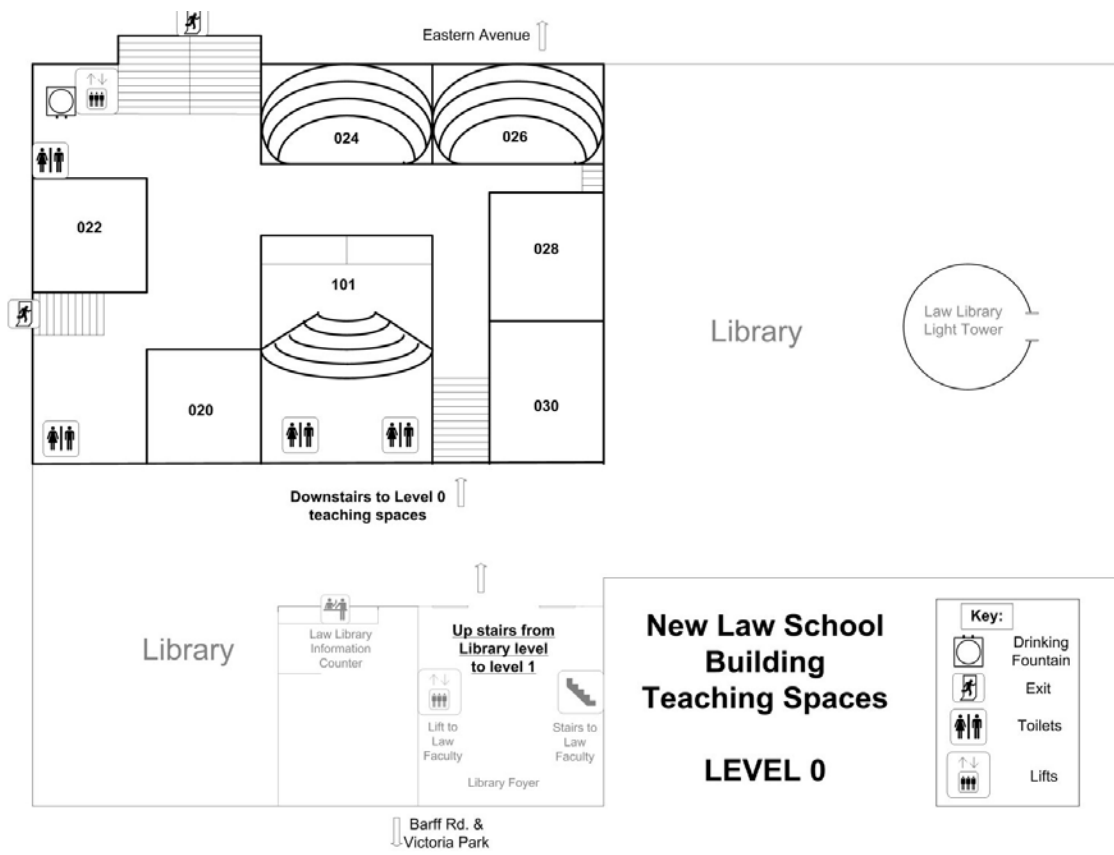 Eastern Avenue
024
026
022
028
101
Library
Law Library
Light Tower
020
030
Downstairs to Level 0
teaching spaces
Library
Law Library
Information
Counter
Up stairs from
Library level
to level 1
Lift to
Law
Faculty
Stairs to
Law
Faculty
Library Foyer
Barff Rd. &
Victoria Park
New Law School
Building
Teaching Spaces
LEVEL 0
Key:
Drinking
Fountain
Exit
Toilets
Lifts